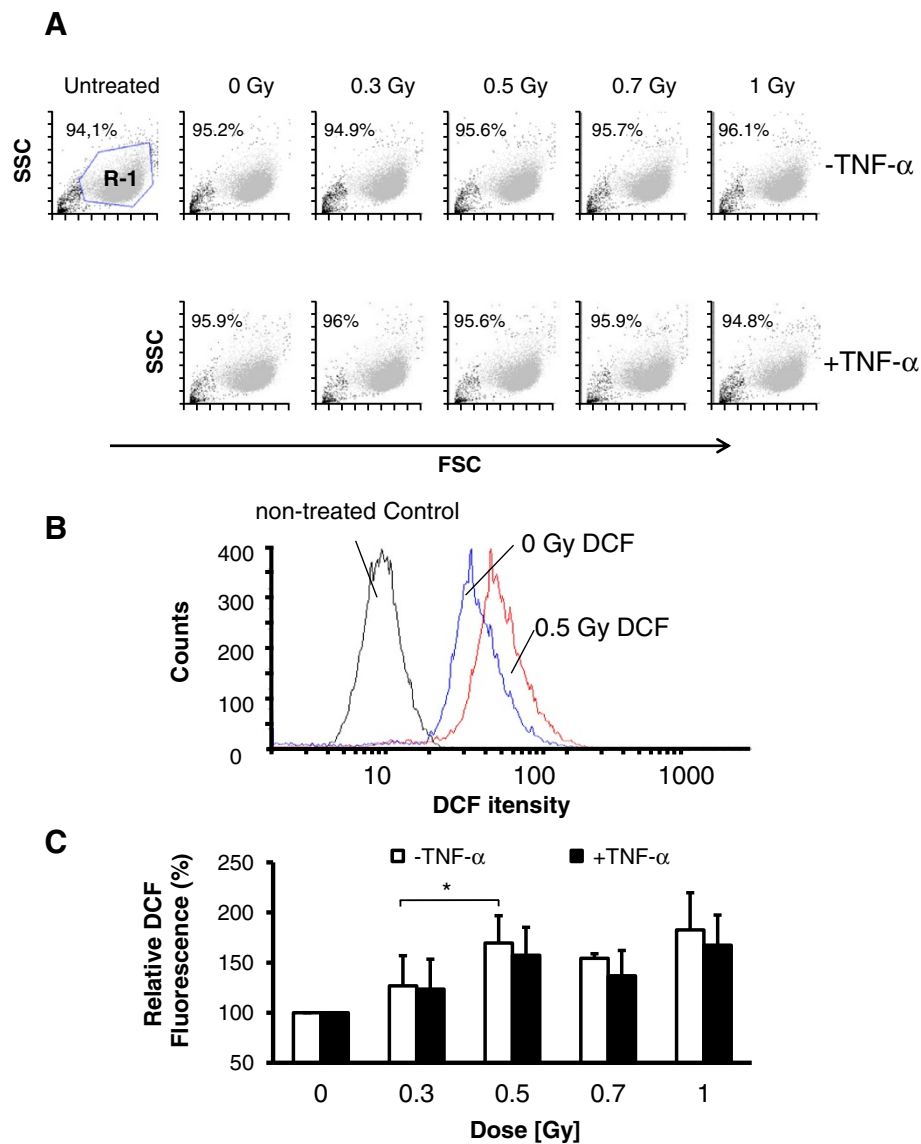 A
Untreated 0 Gy 0.3 Gy 0.5 Gy 0.7 Gy 1 Gy
94,1% 95.2% 94.9% 95.6% 95.7% 96.1%
SSC R-1 -TNF-α
95.9% 96% 95.6% 95.9% 94.8%
SSC +TNF-α
FSC
B
non-treated Control
0 Gy DCF
0.5 Gy DCF
Counts
400
300
200
100
0
10 100 1000
DCF itensity
C
-TNF-α +TNF-α
Relative DCF
Fluorescence (%)
250
200
150
100
50
*
0 0.3 0.5 0.7 1
Dose [Gy]